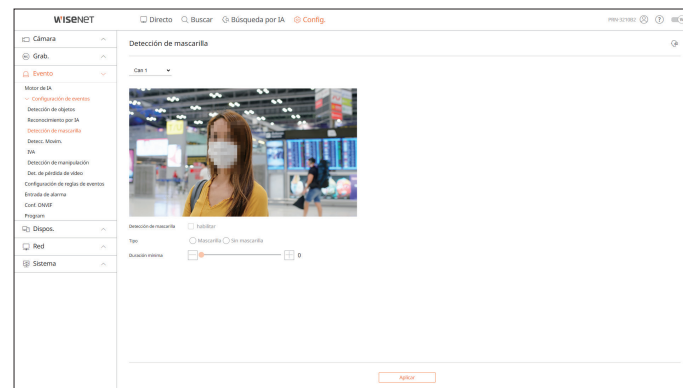 WISENET
Directo Buscar Búsqueda por IA Config.
Cámara
Grab.
Evento
Motor de IA
Configuración de eventos
Detección de objetos
Reconocimiento por IA
Detección de mascarilla
Detecc. Movim.
IVA
Detección de manipulación
Det. de pérdida de vídeo
Configuración de reglas de eventos
Entrada de alarma
Conf. ONVIF
Program
Dispos.
Red
Sistema
Detección de mascarilla
Can 1
Detección de mascarilla habilitar
Tipo Mascarilla Sin mascarilla
Duración mínima 0
Aplicar